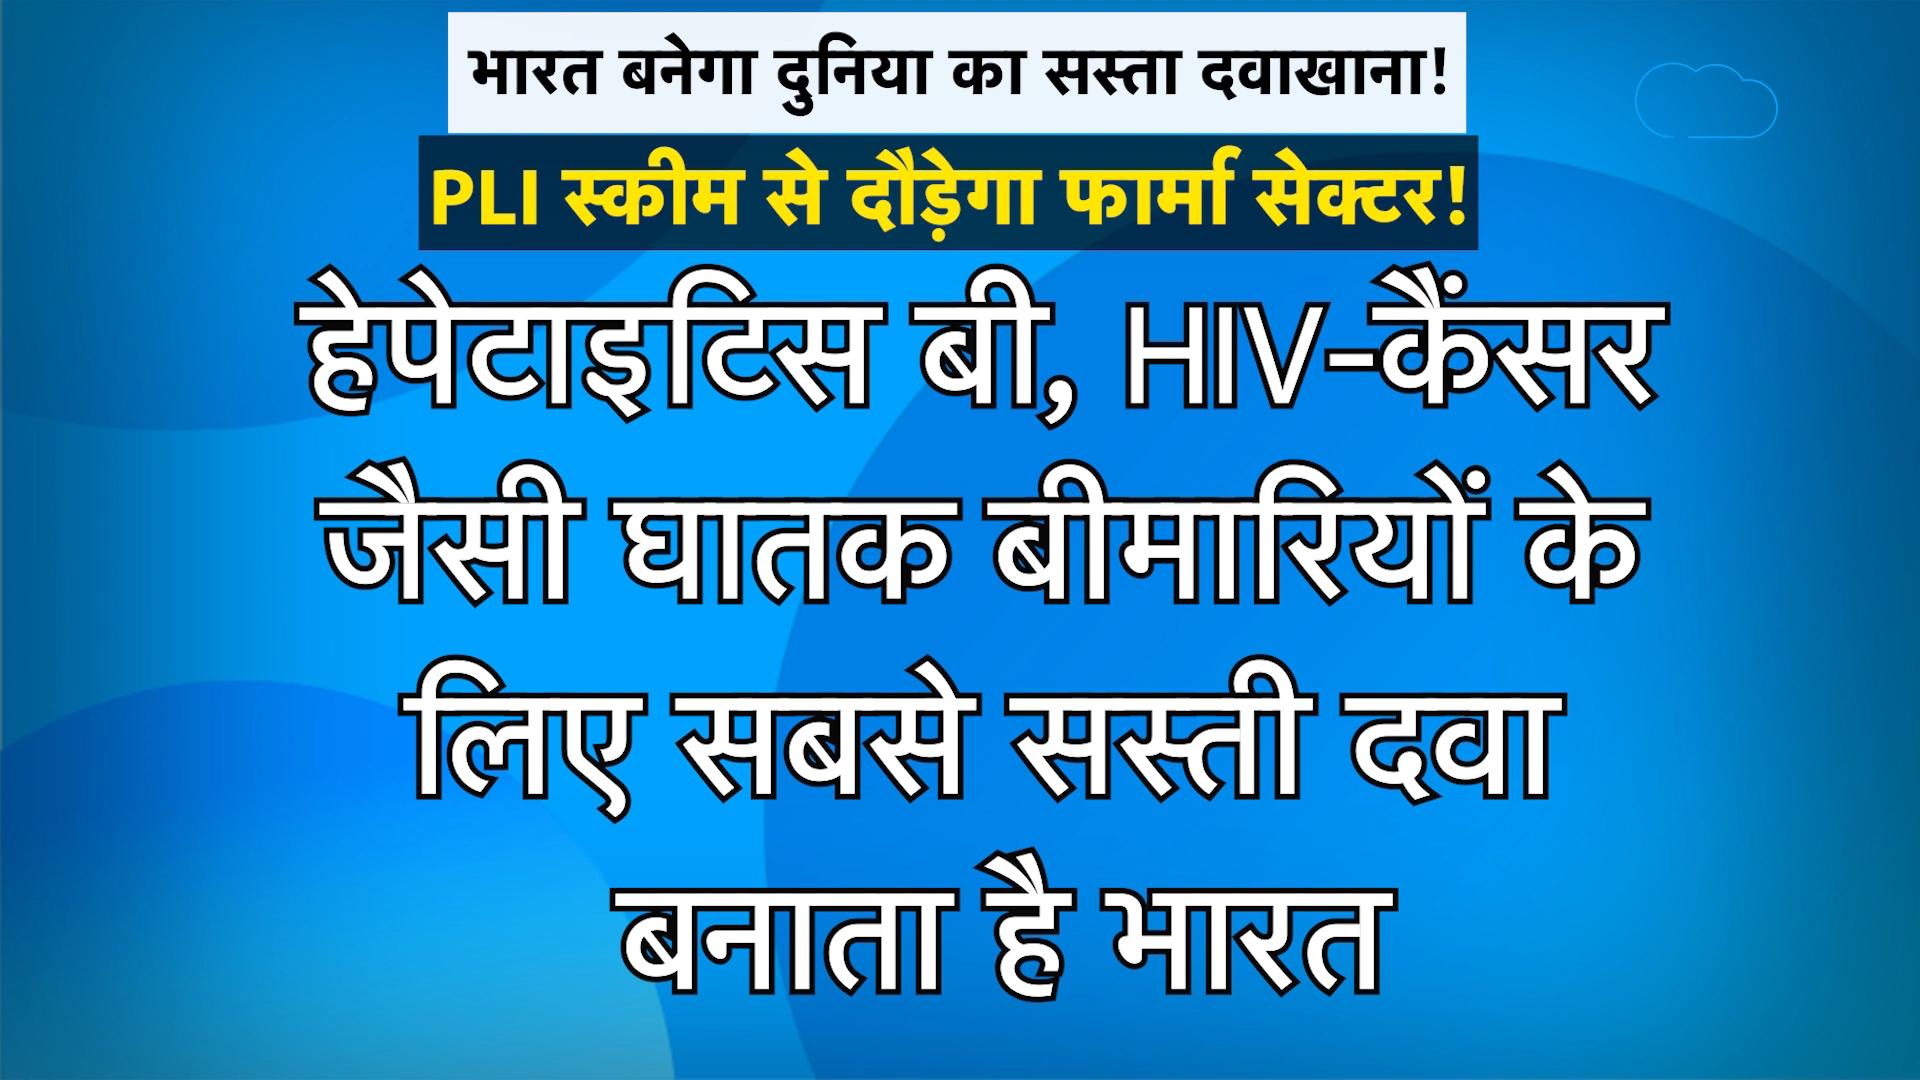 भारत बनेगा दुनिया का सस्ता दवाखाना!
PLI स्कीम से दौड़ेगा फार्मा सेक्टर!
हेपेटाइटिस बी, HIV-कैंसर
जैसी घातक बीमारियों के
लिए सबसे सस्ती दवा
बनाता है भारत